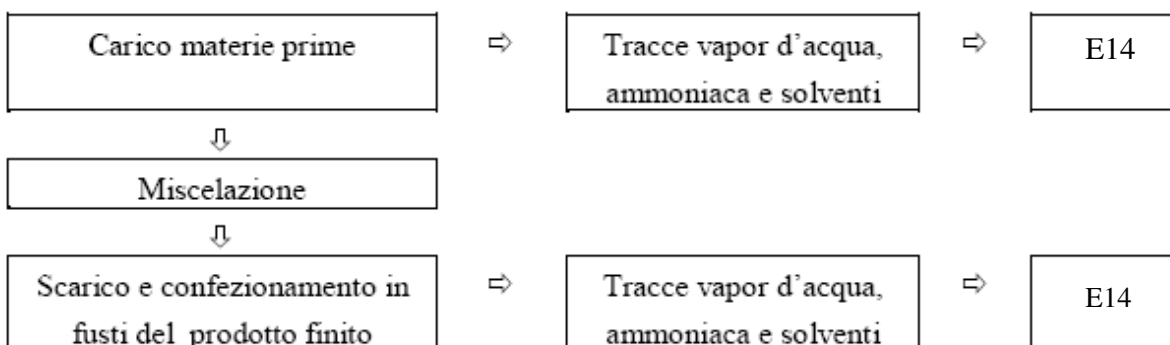 Carico materie prime
⇨
Tracce vapor d’acqua,
ammoniaca e solventi
⇨
E14
⇩
Miscelazione
⇩
Scarico e confezionamento in
fusti del prodotto finito
⇨
Tracce vapor d’acqua,
ammoniaca e solventi
⇨
E14